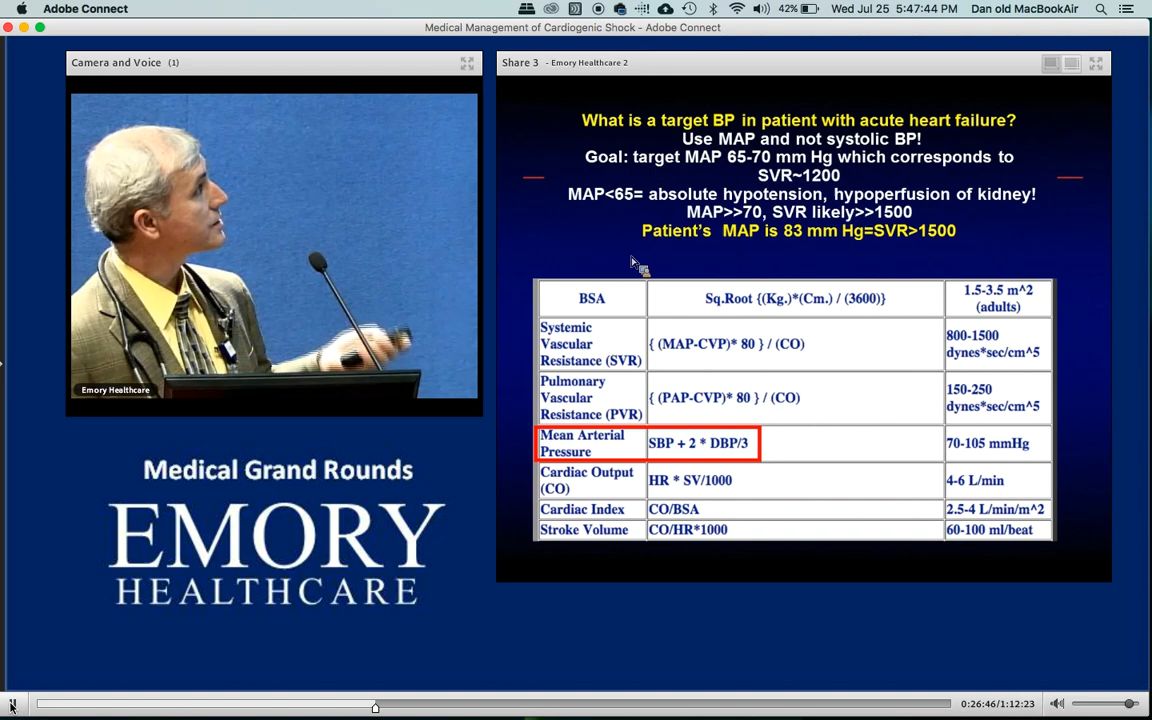 Adobe Connect
42%
Wed Jul 25 5:47:44 PM
Dan old MacBookAir
Medical Management of Cardiogenic Shock - Adobe Connect
Camera and Voice (1)
Emory Healthcare
Medical Grand Rounds
EMORY
HEALTHCARE
Share 3 - Emory Healthcare 2
What is a target BP in patient with acute heart failure?
Use MAP and not systolic BP!
Goal: target MAP 65-70 mm Hg which corresponds to
SVR~1200
MAP<65= absolute hypotension, hypoperfusion of kidney!
MAP>>70, SVR likely>>1500
Patient's MAP is 83 mm Hg=SVR>1500
BSA Sq.Root {(Kg.)*(Cm.) / (3600)} 1.5-3.5 m^2
(adults)
Systemic
Vascular
Resistance (SVR) { (MAP-CVP)* 80 } / (CO) 800-1500
dynes*sec/cm^5
Pulmonary
Vascular
Resistance (PVR) { (PAP-CVP)* 80 } / (CO) 150-250
dynes*sec/cm^5
Mean Arterial
Pressure SBP + 2 * DBP/3 70-105 mmHg
Cardiac Output
(CO) HR * SV/1000 4-6 L/min
Cardiac Index CO/BSA 2.5-4 L/min/m^2
Stroke Volume CO/HR*1000 60-100 ml/beat
0:26:46/1:12:23